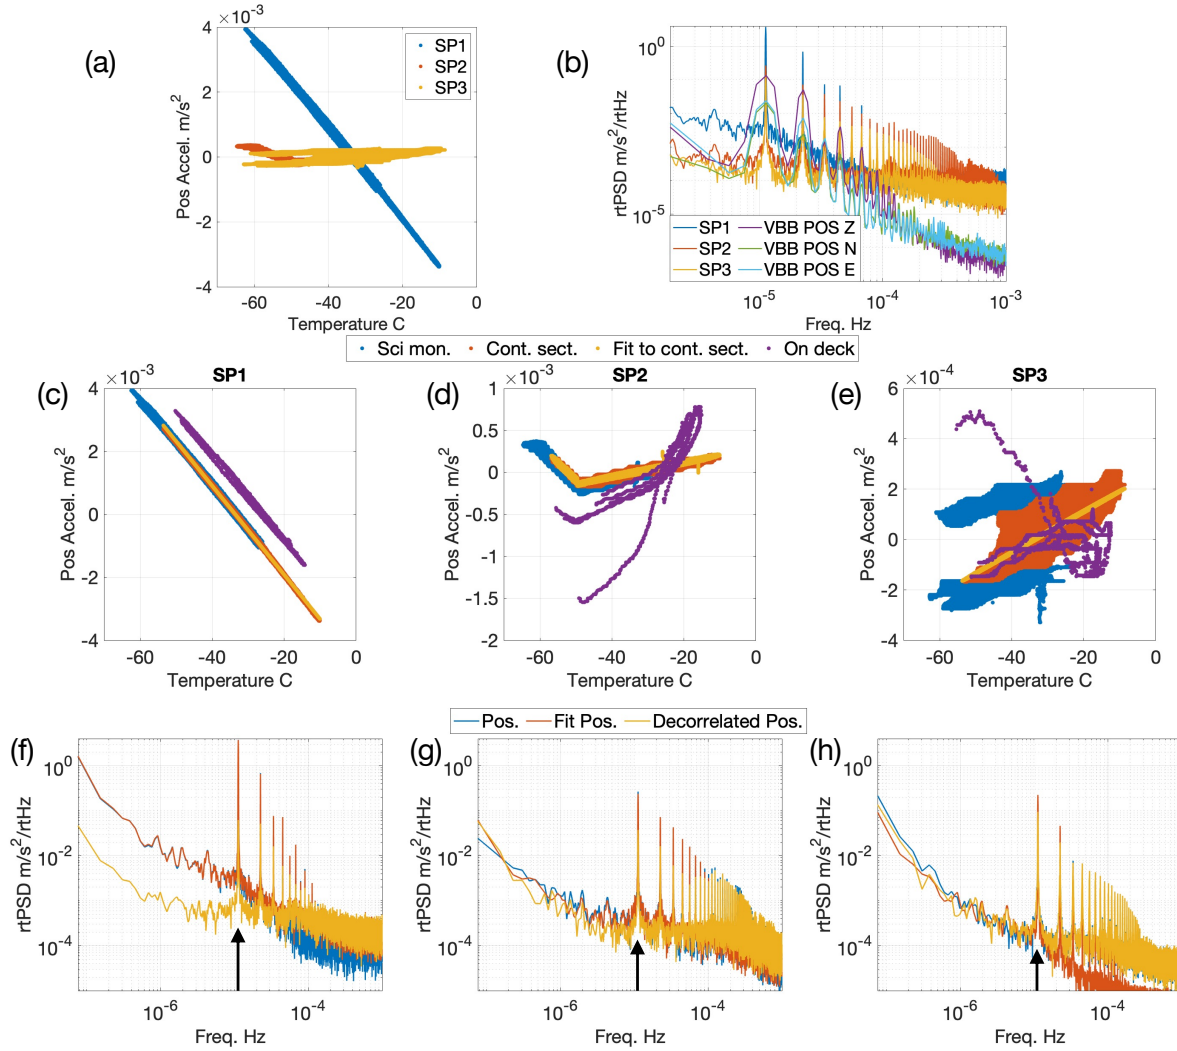 (a)
×10⁻³
4
2
0
-2
-4
Pos Accel. m/s²
-60
-40
-20
0
Temperature C
SP1
SP2
SP3
(b)
10⁰
10⁻⁵
rtPSD m/s²/rtHz
10⁻⁵
10⁻⁴
10⁻³
Freq. Hz
SP1
SP2
SP3
VBB POS Z
VBB POS N
VBB POS E
Sci mon.
Cont. sect.
Fit to cont. sect.
On deck
(c)
×10⁻³
SP1
4
2
0
-2
-4
Pos Accel. m/s²
-60
-40
-20
0
Temperature C
(d)
×10⁻³
SP2
1
0.5
0
-0.5
-1
-1.5
-2
Pos Accel. m/s²
-60
-40
-20
0
Temperature C
(e)
×10⁻⁴
SP3
6
4
2
0
-2
-4
Pos Accel. m/s²
-60
-40
-20
0
Temperature C
Pos.
Fit Pos.
Decorrelated Pos.
(f)
10⁰
10⁻²
10⁻⁴
rtPSD m/s²/rtHz
10⁻⁶
10⁻⁴
Freq. Hz
(g)
10⁰
10⁻²
10⁻⁴
rtPSD m/s²/rtHz
10⁻⁶
10⁻⁴
Freq. Hz
(h)
10⁰
10⁻²
10⁻⁴
rtPSD m/s²/rtHz
10⁻⁶
10⁻⁴
Freq. Hz